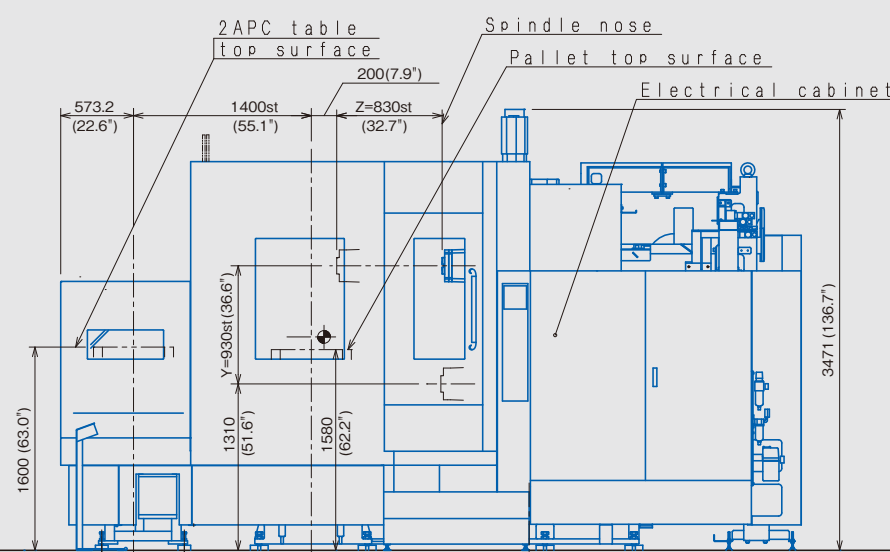 2APC table
top surface
Spindle nose
Pallet top surface
Electrical cabinet
200(7.9")
573.2
(22.6")
1400st
(55.1")
Z=830st
(32.7")
Y=930st(36.6")
3471 (136.7")
1600 (63.0")
1310
(51.6")
1580
(62.2")